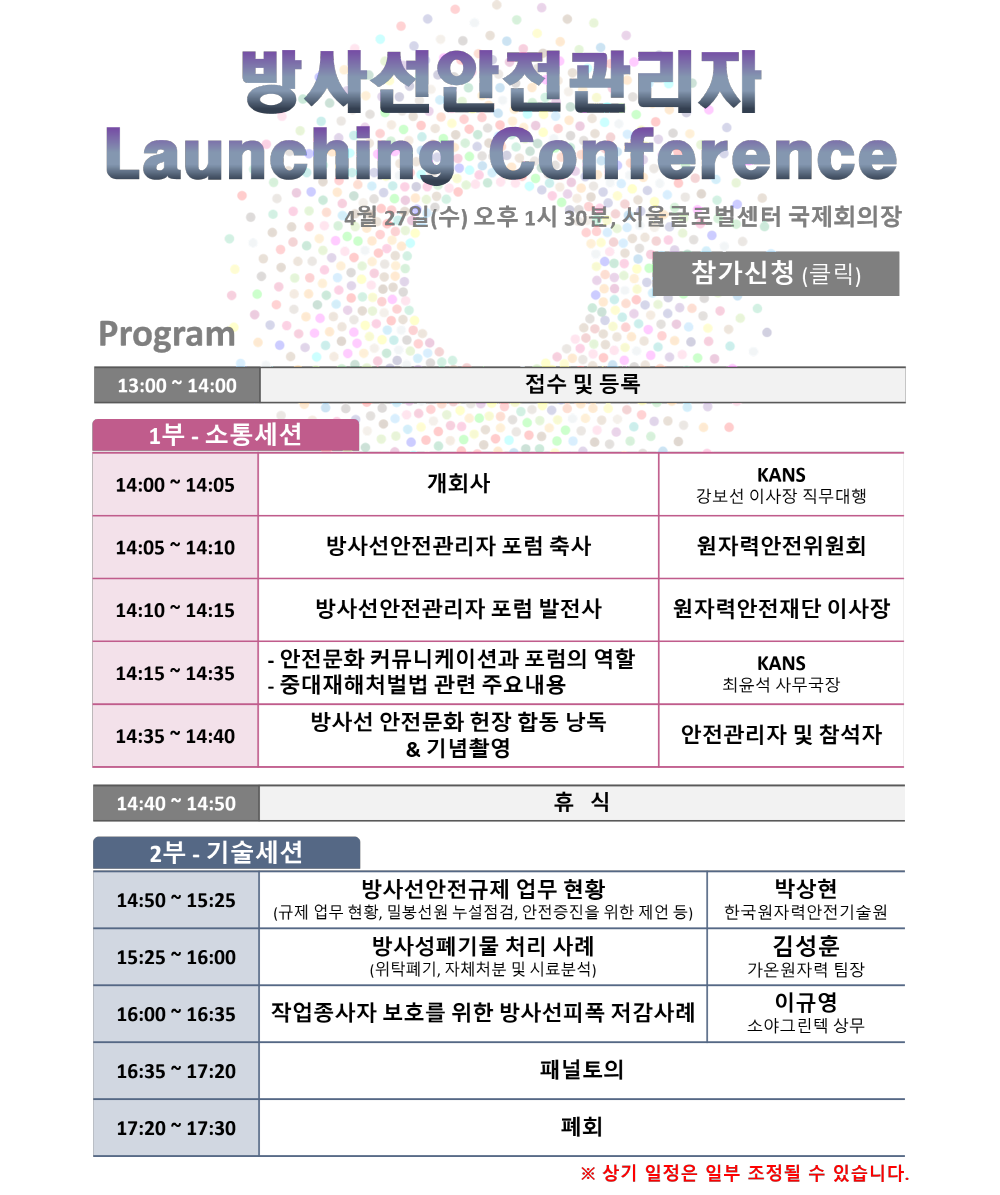 방사선안전관리자
Launching Conference
4월 27일(수) 오후 1시 30분, 서울글로벌센터 국제회의장
참가신청 (클릭)
Program
13:00 ~ 14:00 접수 및 등록
1부 - 소통세션
14:00 ~ 14:05 개회사 KANS
강보선 이사장 직무대행
14:05 ~ 14:10 방사선안전관리자 포럼 축사 원자력안전위원회
14:10 ~ 14:15 방사선안전관리자 포럼 발전사 원자력안전재단 이사장
14:15 ~ 14:35 - 안전문화 커뮤니케이션과 포럼의 역할
- 중대재해처벌법 관련 주요내용
KANS
최윤석 사무국장
14:35 ~ 14:40 방사선 안전문화 헌장 합동 낭독
& 기념촬영
안전관리자 및 참석자
14:40 ~ 14:50 휴 식
2부 - 기술세션
14:50 ~ 15:25 방사선안전규제 업무 현황
(규제 업무 현황, 밀봉선원 누설점검, 안전증진을 위한 제언 등)
박상현
한국원자력안전기술원
15:25 ~ 16:00 방사성폐기물 처리 사례
(위탁폐기, 자체처분 및 시료분석)
김성훈
가온원자력 팀장
16:00 ~ 16:35 작업종사자 보호를 위한 방사선피폭 저감사례 이규영
소야그린텍 상무
16:35 ~ 17:20 패널토의
17:20 ~ 17:30 폐회
※ 상기 일정은 일부 조정될 수 있습니다.